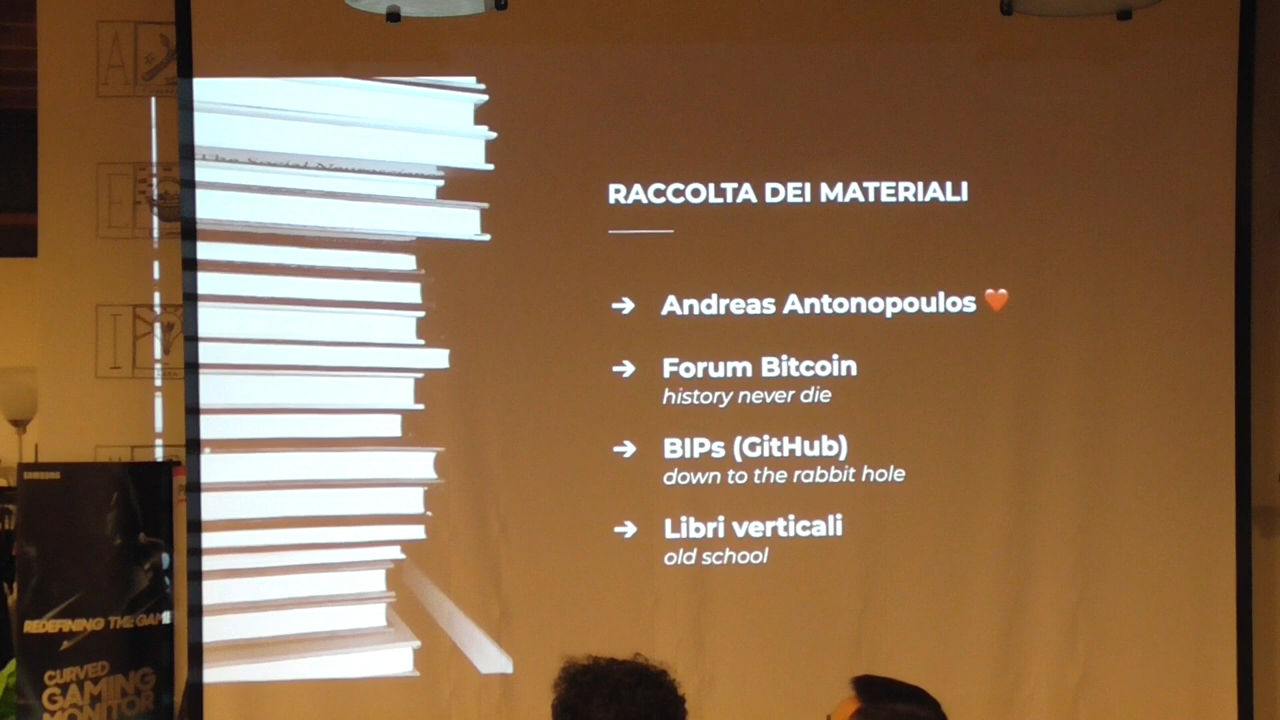 RACCOLTA DEI MATERIALI
➔ Andreas Antonopoulos ❤️
➔ Forum Bitcoin
history never die
➔ BIPs (GitHub)
down to the rabbit hole
➔ Libri verticali
old school
A
E
I
SAMSUNG
REDEFINING THE GAME
CURVED
GAMING
MONITOR